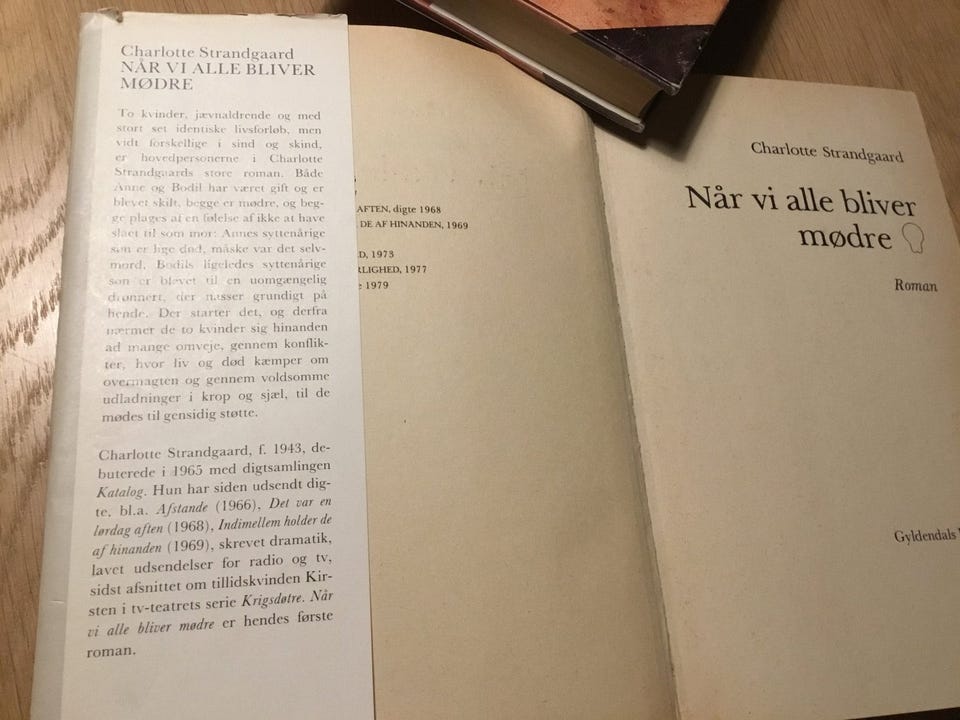 Charlotte Strandgaard
NÅR VI ALLE BLIVER
MØDRE
To kvinder, jævnaldrende og med
stort set identiske livsforløb, men
vidt forskellige i sind og skind,
er hovedpersonerne i Charlotte
Strandgaards store roman. Både
Anne og Bodil har været gift og er
blevet skilt, begge er mødre, og beg-
ge plages af en følelse af ikke at have
slået til som mor: Annes syttenårige
søn er lige død, måske var det selv-
mord, Bodils ligeledes syttenårige
søn er blevet til en uomgængelig
drønnert, der nasser grundigt på
hende. Der starter det, og derfra
nærmer de to kvinder sig hinanden
ad mange omveje, gennem konflik-
ter, hvor liv og død kæmper om
overmagten og gennem voldsomme
udladninger i krop og sjæl, til de
mødes til gensidig støtte.
Charlotte Strandgaard, f. 1943, de-
buterede i 1965 med digtsamlingen
Katalog. Hun har siden udsendt dig-
te, bl.a. Afstande (1966), Det var en
lørdag aften (1968), Indimellem holder de
af hinanden (1969), skrevet dramatik,
lavet udsendelser for radio og tv,
sidst afsnittet om tillidskvinden Kir-
sten i tv-teatrets serie Krigsdøtre. Når
vi alle bliver mødre er hendes første
roman.
AFTEN, digte 1968
DE AF HINANDEN, 1969
D, 1973
RLIGHED, 1977
e 1979
Charlotte Strandgaard
Når vi alle bliver
mødre
Roman
Gyldendals